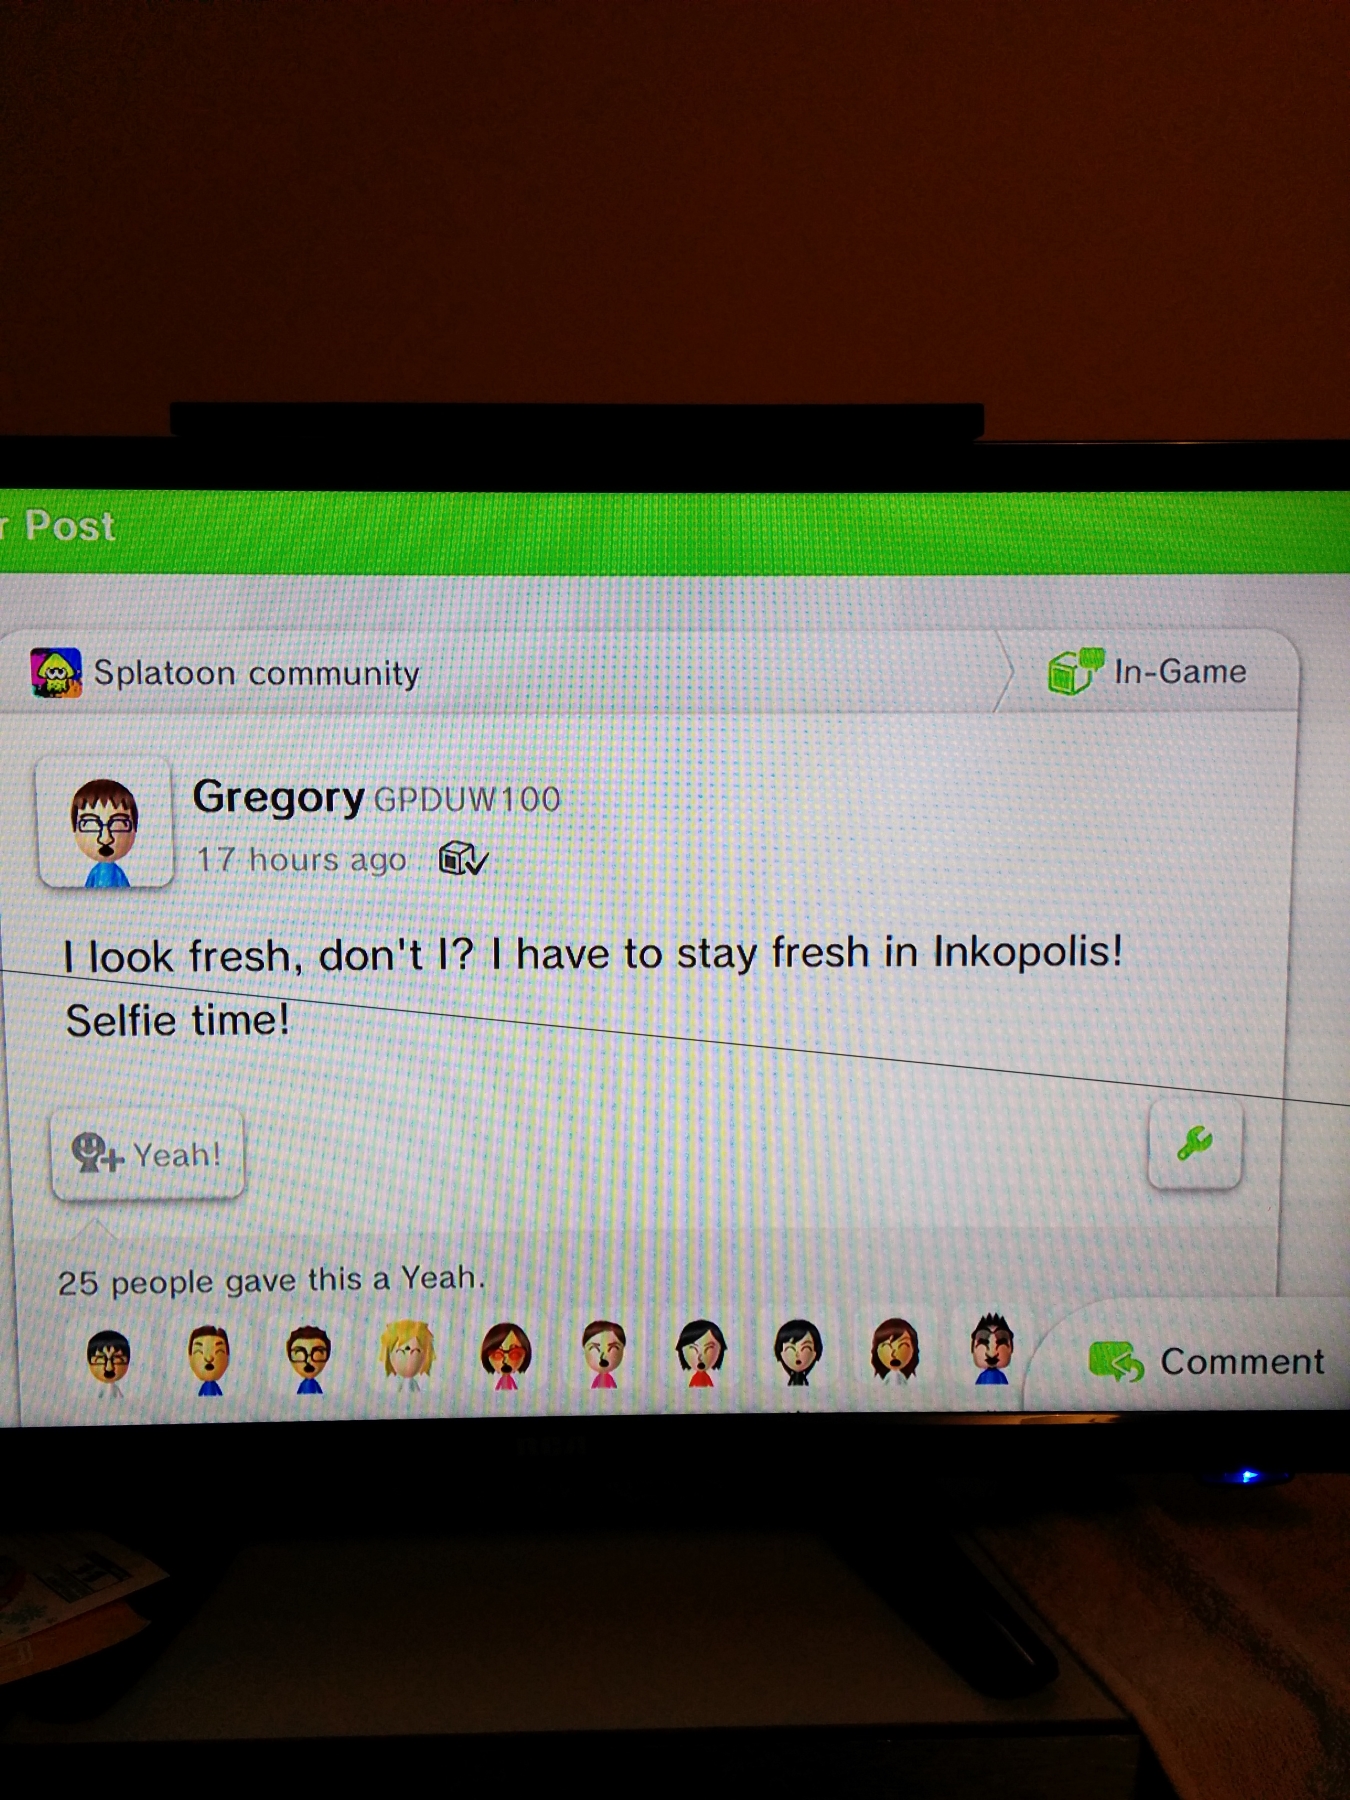 r Post
Splatoon community
In-Game
Gregory GPDUW100
17 hours ago
I look fresh, don't I? I have to stay fresh in Inkopolis!
Selfie time!
Yeah!
25 people gave this a Yeah.
Comment
RCA